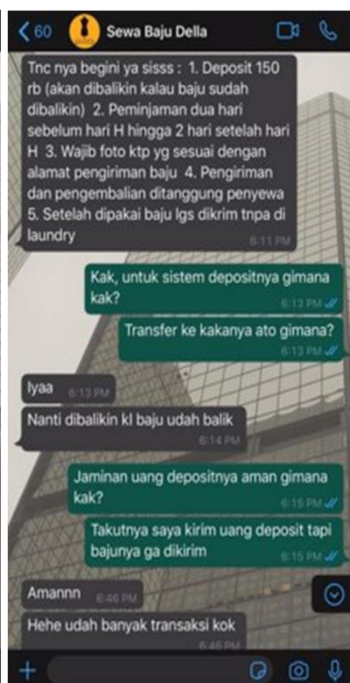 60 Sewa Baju Della
Tnc nya begini ya sisss : 1. Deposit 150
rb (akan dibalikin kalau baju sudah
dibalikin) 2. Peminjaman dua hari
sebelum hari H hingga 2 hari setelah hari
H 3. Wajib foto ktp yg sesuai dengan
alamat pengiriman baju 4. Pengiriman
dan pengembalian ditanggung penyewa
5. Setelah dipakai baju lgs dikrim tnpa di
laundry
6:11 PM
Kak, untuk sistem depositnya gimana
kak?
6:13 PM
Transfer ke kakanya ato gimana?
6:13 PM
Iyaa 6:13 PM
Nanti dibalikin kl baju udah balik
6:14 PM
Jaminan uang depositnya aman gimana
kak?
6:15 PM
Takutnya saya kirim uang deposit tapi
bajunya ga dikirim
6:15 PM
Amannn 6:46 PM
Hehe udah banyak transaksi kok
6:46 PM